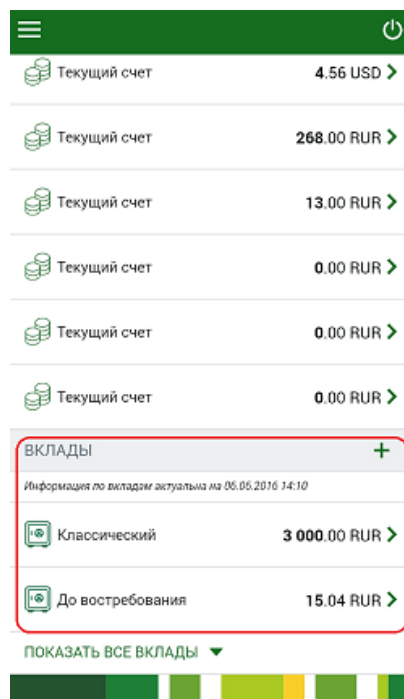 Текущий счет 4.56 USD
Текущий счет 268.00 RUR
Текущий счет 13.00 RUR
Текущий счет 0.00 RUR
Текущий счет 0.00 RUR
Текущий счет 0.00 RUR
ВКЛАДЫ +
Информация по вкладам актуальна на 06.06.2016 14:10
Классический 3 000.00 RUR
До востребования 15.04 RUR
ПОКАЗАТЬ ВСЕ ВКЛАДЫ